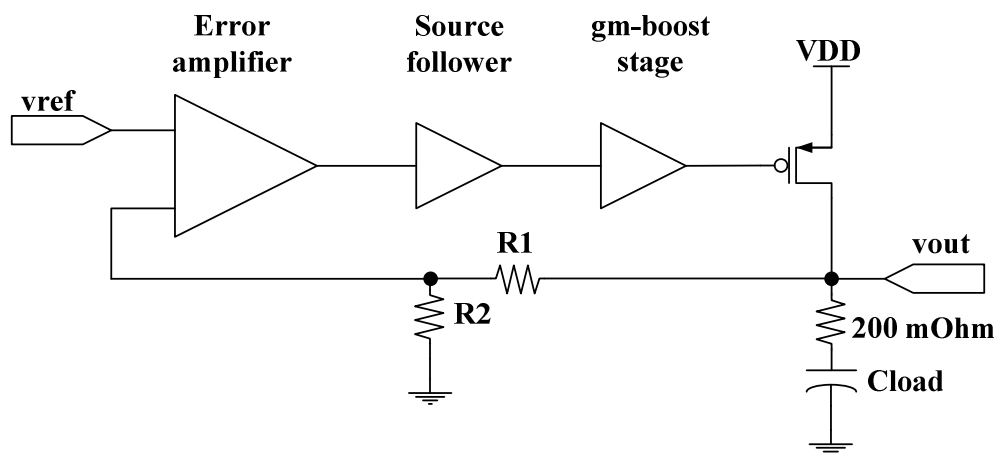 Error
amplifier
Source
follower
gm-boost
stage
VDD
vref
R1
vout
R2
200 mOhm
Cload